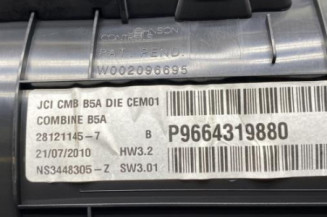 PEND.
W002096695
JCI CMB B5A DIE CEM01
COMBINE B5A
28121145-7 B P9664319880
21/07/2010 HW3.2
NS3448305-Z SW3.01